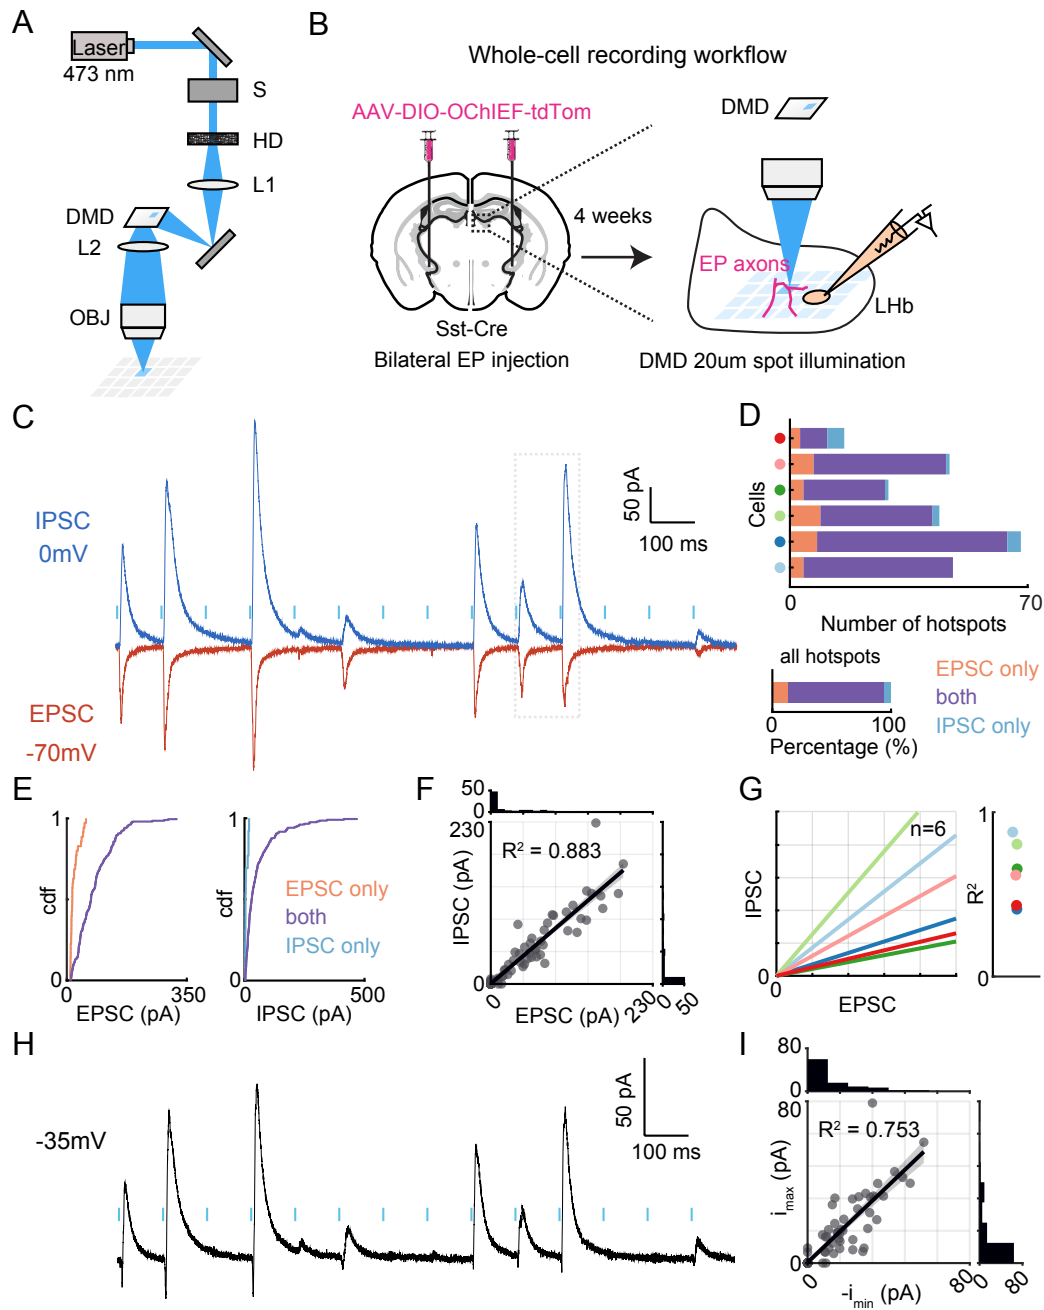 A
Laser
473 nm
S
HD
L1
DMD
L2
OBJ
B
Whole-cell recording workflow
AAV-DIO-OChIEF-tdTom
DMD
4 weeks
EP axons
LHb
Sst-Cre
Bilateral EP injection
DMD 20um spot illumination
C
IPSC
0mV
50 pA
100 ms
EPSC
-70mV
D
Cells
0
70
Number of hotspots
all hotspots
EPSC only
both
IPSC only
0
100
Percentage (%)
E
1
cdf
0
0
350
EPSC (pA)
1
cdf
0
0
500
IPSC (pA)
EPSC only
both
IPSC only
F
50
0
230
R² = 0.883
IPSC (pA)
0
0
230
EPSC (pA)
0
50
G
n=6
IPSC
0
0
EPSC
1
R²
0
H
-35mV
50 pA
100 ms
I
80
0
80
R² = 0.753
imax (pA)
0
0
80
-imin (pA)
0
80